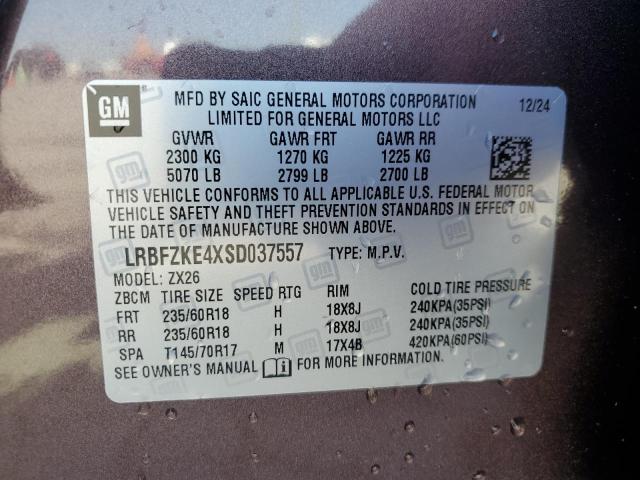 GM
MFD BY SAIC GENERAL MOTORS CORPORATION 12/24
LIMITED FOR GENERAL MOTORS LLC
GVWR GAWR FRT GAWR RR
2300 KG 1270 KG 1225 KG
5070 LB 2799 LB 2700 LB
THIS VEHICLE CONFORMS TO ALL APPLICABLE U.S. FEDERAL MOTOR
VEHICLE SAFETY AND THEFT PREVENTION STANDARDS IN EFFECT ON
THE DATE OF MANUFACTURE SHOWN ABOVE.
LRBFZKE4XSD037557 TYPE: M.P.V.
MODEL: ZX26
ZBCM TIRE SIZE SPEED RTG RIM COLD TIRE PRESSURE
FRT 235/60R18 H 18X8J 240KPA(35PSI)
RR 235/60R18 H 18X8J 240KPA(35PSI)
SPA T145/70R17 M 17X4B 420KPA(60PSI)
SEE OWNER'S MANUAL FOR MORE INFORMATION.